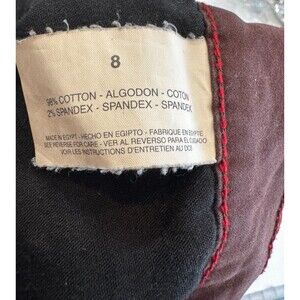 8
98% COTTON - ALGODON - COTON
2% SPANDEX - SPANDEX - SPANDEX
MADE IN EGYPT - HECHO EN EGIPTO - FABRIQUE EN EGYPTE
SEE REVERSE FOR CARE - VER AL REVERSO PARA EL CUIDADO
VOIR LES INSTRUCTIONS D'ENTRETIEN AU DOS